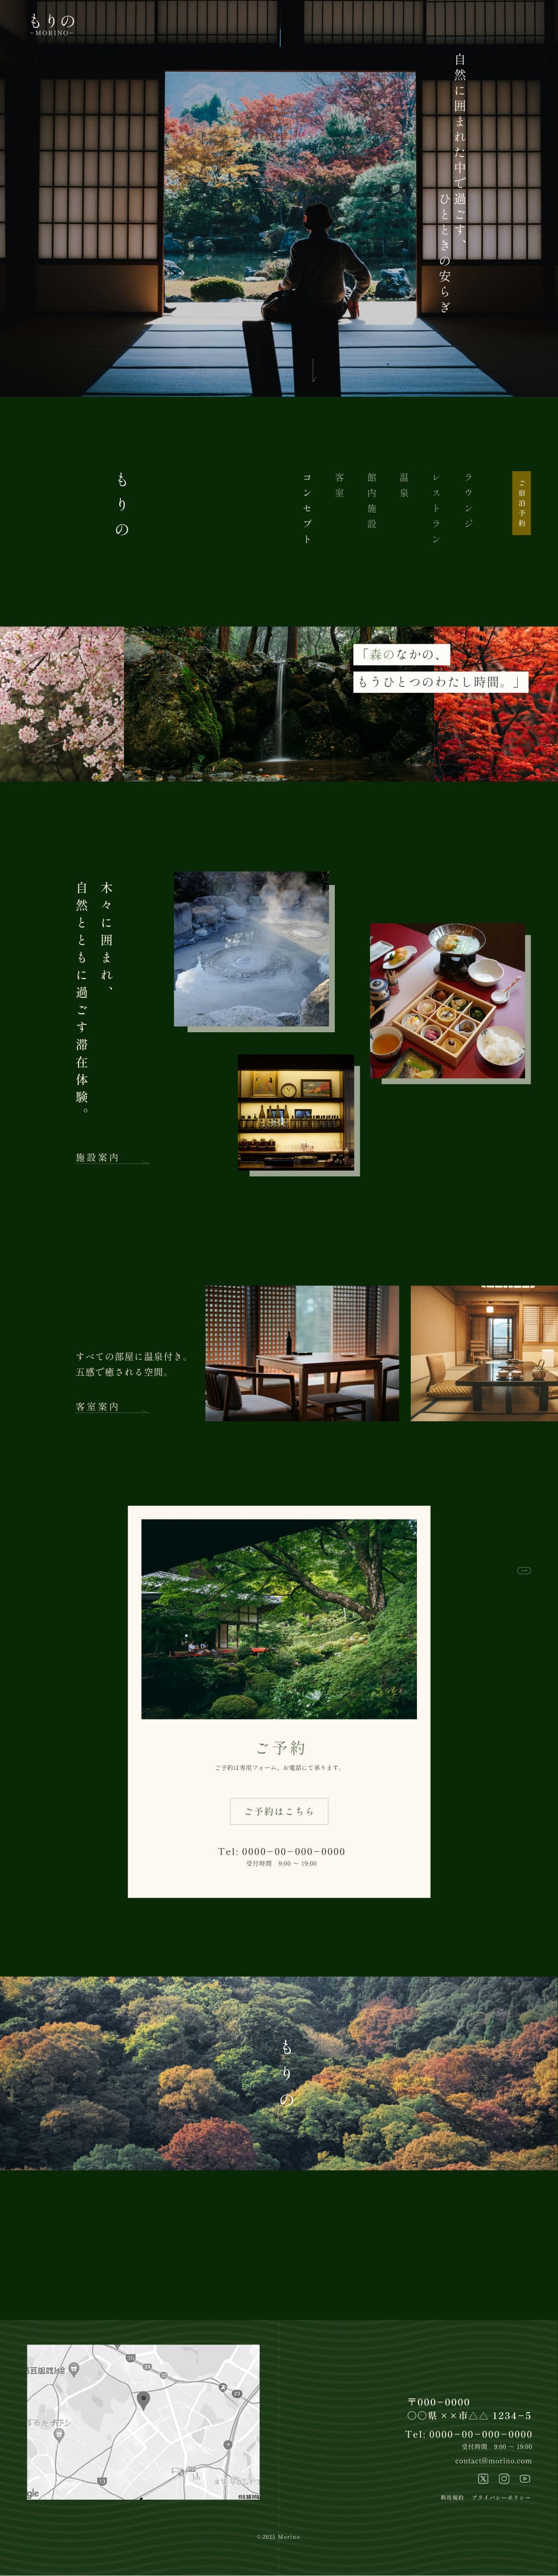 もりの
−MORINO−
自然に囲まれた中で過ごす、
ひとときの安らぎ
もりの
コンセプト
客室
館内施設
温泉
レストラン
ラウンジ
ご宿泊予約
「森のなかの、
もうひとつのわたし時間。」
木々に囲まれ、
自然とともに過ごす滞在体験。
施設案内
すべての部屋に温泉付き。
五感で癒される空間。
客室案内
ご予約
ご予約は専用フォーム、お電話にて承ります。
ご予約はこちら
Tel: 0000−00−000−0000
受付時間　9:00 〜 19:00
もりの
〒000−0000
〇〇県 ××市△△ 1234−5
Tel: 0000−00−000−0000
受付時間　9:00 〜 19:00
contact@morino.com
利用規約　プライバシーポリシー
©2025 Morino